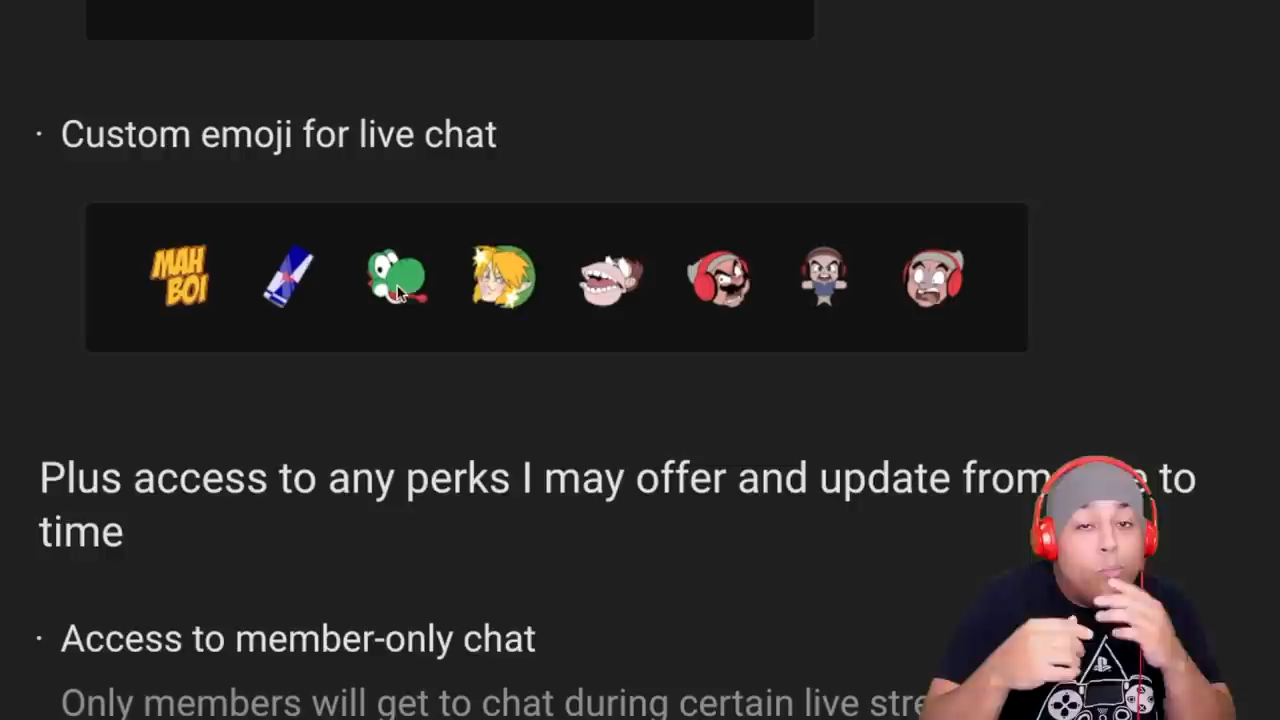 · Custom emoji for live chat
MAH
BOI
Plus access to any perks I may offer and update from to
time
· Access to member-only chat
Only members will get to chat during certain live